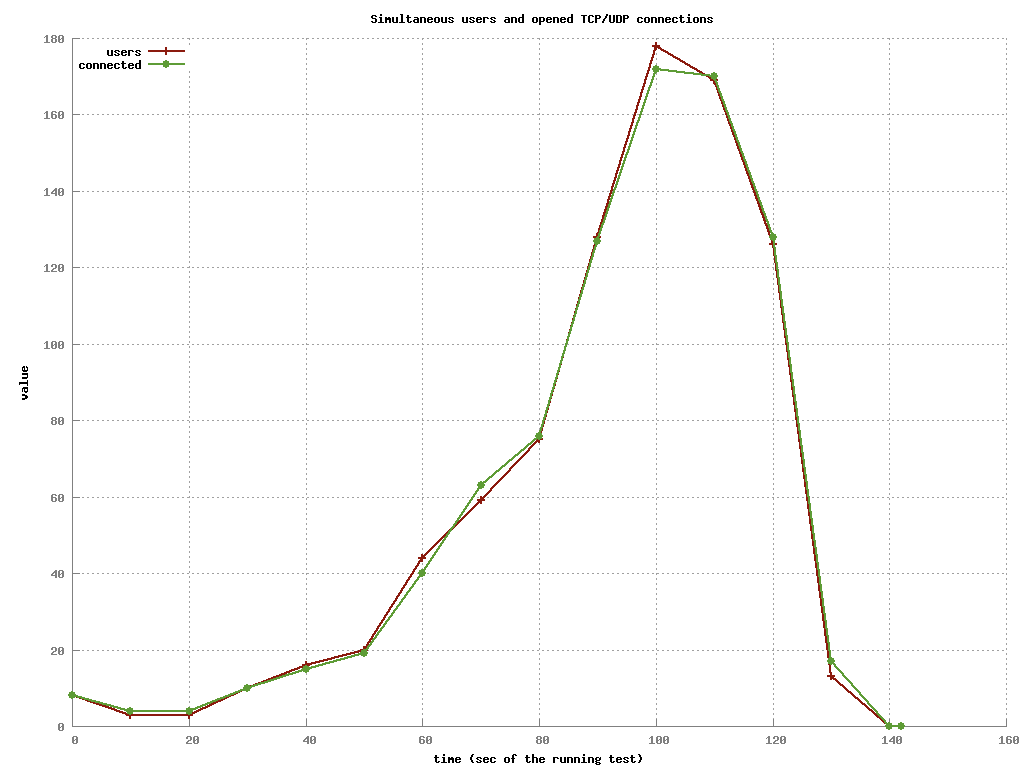 Simultaneous users and opened TCP/UDP connections
180
users
connected
160
140
120
100
value
80
60
40
20
0
0 20 40 60 80 100 120 140 160
time (sec of the running test)